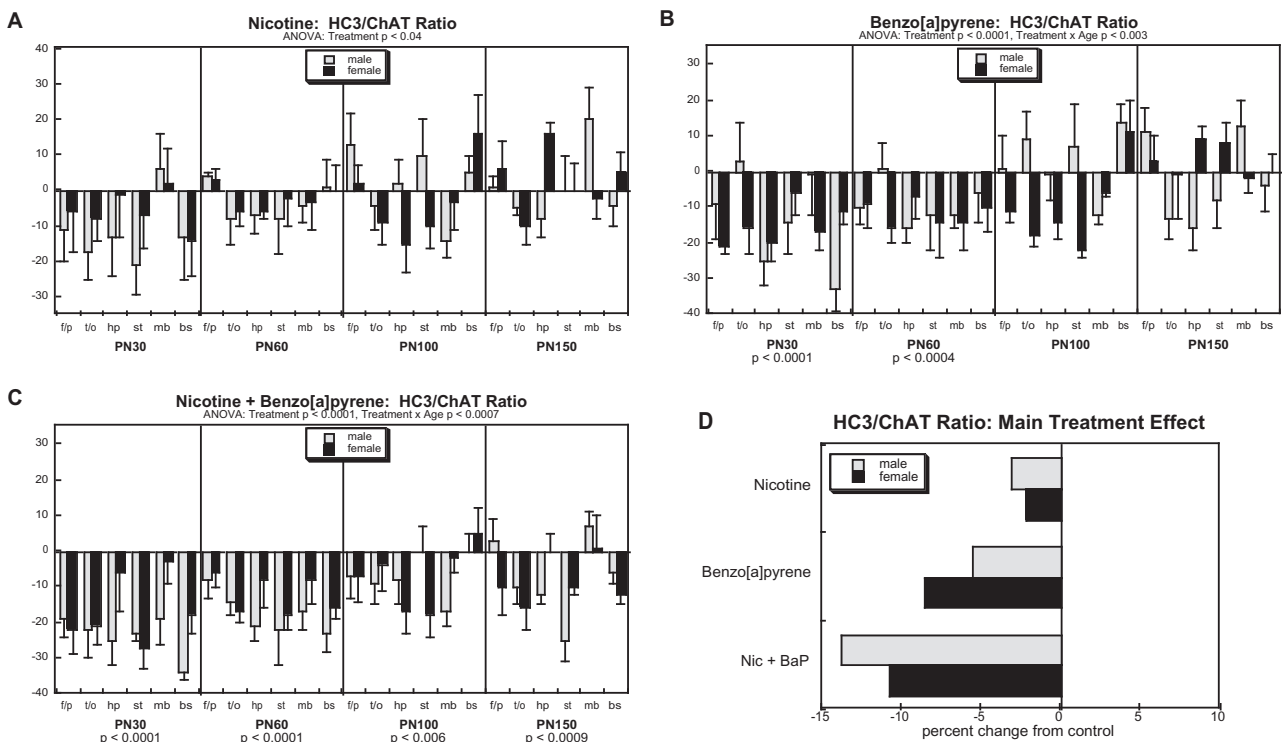 A
Nicotine: HC3/ChAT Ratio
ANOVA: Treatment p < 0.04
male
female
40
30
20
10
0
-10
-20
-30
f/p t/o hp st mb bs f/p t/o hp st mb bs f/p t/o hp st mb bs f/p t/o hp st mb bs
PN30 PN60 PN100 PN150
B
Benzo[a]pyrene: HC3/ChAT Ratio
ANOVA: Treatment p < 0.0001, Treatment x Age p < 0.003
male
female
30
20
10
0
-10
-20
-30
-40
f/p t/o hp st mb bs f/p t/o hp st mb bs f/p t/o hp st mb bs f/p t/o hp st mb bs
PN30 PN60 PN100 PN150
p < 0.0001 p < 0.0004
C
Nicotine + Benzo[a]pyrene: HC3/ChAT Ratio
ANOVA: Treatment p < 0.0001, Treatment x Age p < 0.0007
male
female
30
20
10
0
-10
-20
-30
-40
f/p t/o hp st mb bs f/p t/o hp st mb bs f/p t/o hp st mb bs f/p t/o hp st mb bs
PN30 PN60 PN100 PN150
p < 0.0001 p < 0.0001 p < 0.006 p < 0.0009
D
HC3/ChAT Ratio: Main Treatment Effect
male
female
Nicotine
Benzo[a]pyrene
Nic + BaP
-15 -10 -5 0 5 10
percent change from control